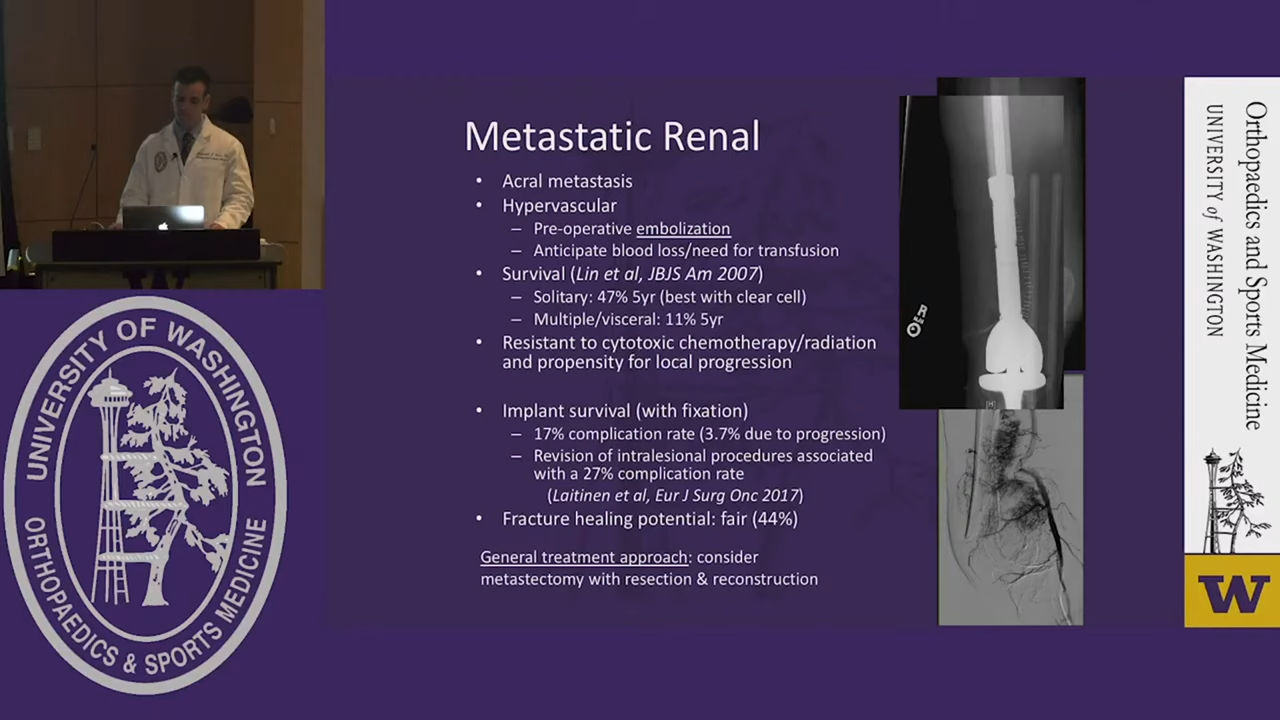 Metastatic Renal
• Acral metastasis
• Hypervascular
– Pre-operative embolization
– Anticipate blood loss/need for transfusion
• Survival (Lin et al, JBJS Am 2007)
– Solitary: 47% 5yr (best with clear cell)
– Multiple/visceral: 11% 5yr
• Resistant to cytotoxic chemotherapy/radiation
and propensity for local progression
• Implant survival (with fixation)
– 17% complication rate (3.7% due to progression)
– Revision of intralesional procedures associated
with a 27% complication rate
(Laitinen et al, Eur J Surg Onc 2017)
• Fracture healing potential: fair (44%)
General treatment approach: consider
metastectomy with resection & reconstruction
UNIVERSITY OF WASHINGTON
ORTHOPAEDICS & SPORTS MEDICINE
Orthopaedics and Sports Medicine
UNIVERSITY of WASHINGTON
W